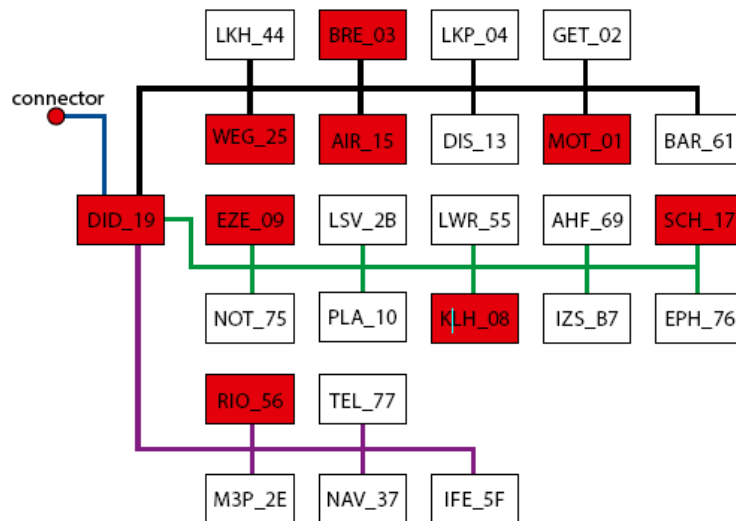 LKH_44 BRE_03 LKP_04 GET_02
connector
WEG_25 AIR_15 DIS_13 MOT_01 BAR_61
DID_19 EZE_09 LSV_2B LWR_55 AHF_69 SCH_17
NOT_75 PLA_10 KLH_08 IZS_B7 EPH_76
RIO_56 TEL_77
M3P_2E NAV_37 IFE_5F